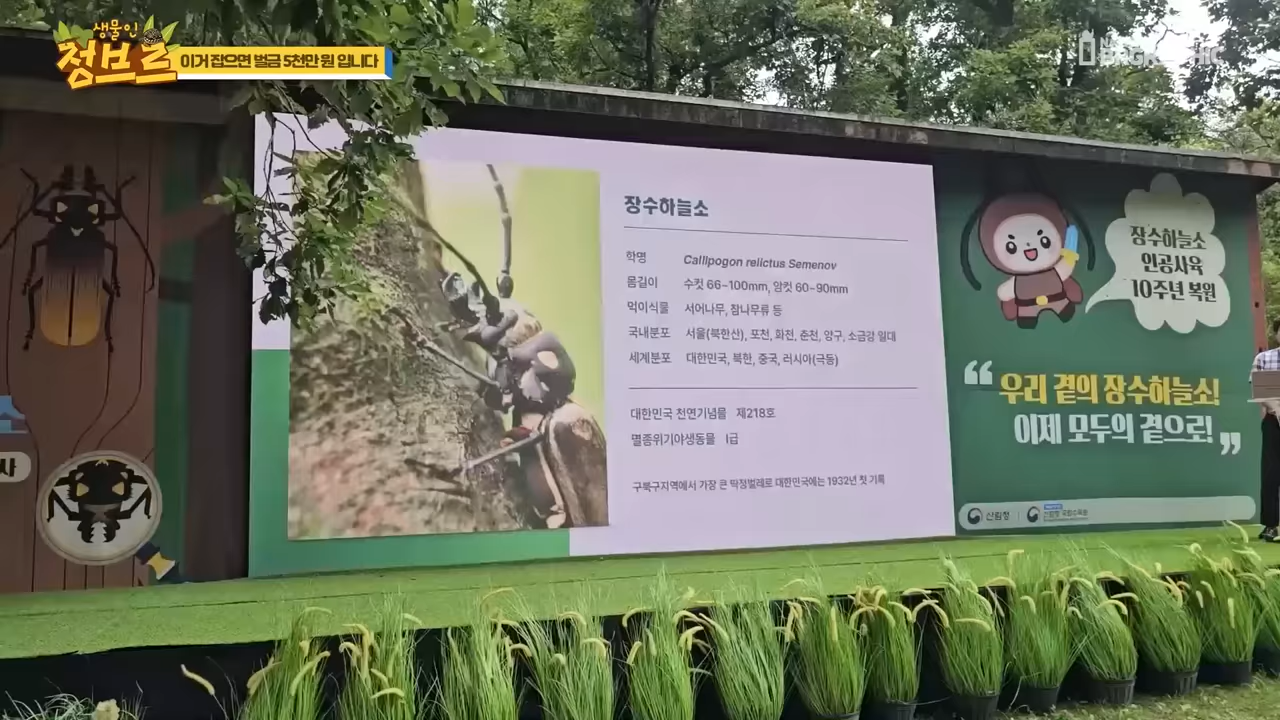 생물인
정브르
이거 잡으면 벌금 5천만 원 입니다
장수하늘소
학명 Callipogon relictus Semenov
몸길이 수컷 66~100mm, 암컷 60~90mm
먹이식물 서어나무, 참나무류 등
국내분포 서울(북한산), 포천, 화천, 춘천, 양구, 소금강 일대
세계분포 대한민국, 북한, 중국, 러시아(극동)
대한민국 천연기념물 제218호
멸종위기야생동물 I급
구북구지역에서 가장 큰 딱정벌레로 대한민국에는 1932년 첫 기록
장수하늘소
인공사육
10주년 복원
“우리 곁의 장수하늘소!
이제 모두의 곁으로!”
산림청 산림청 국립수목원
사